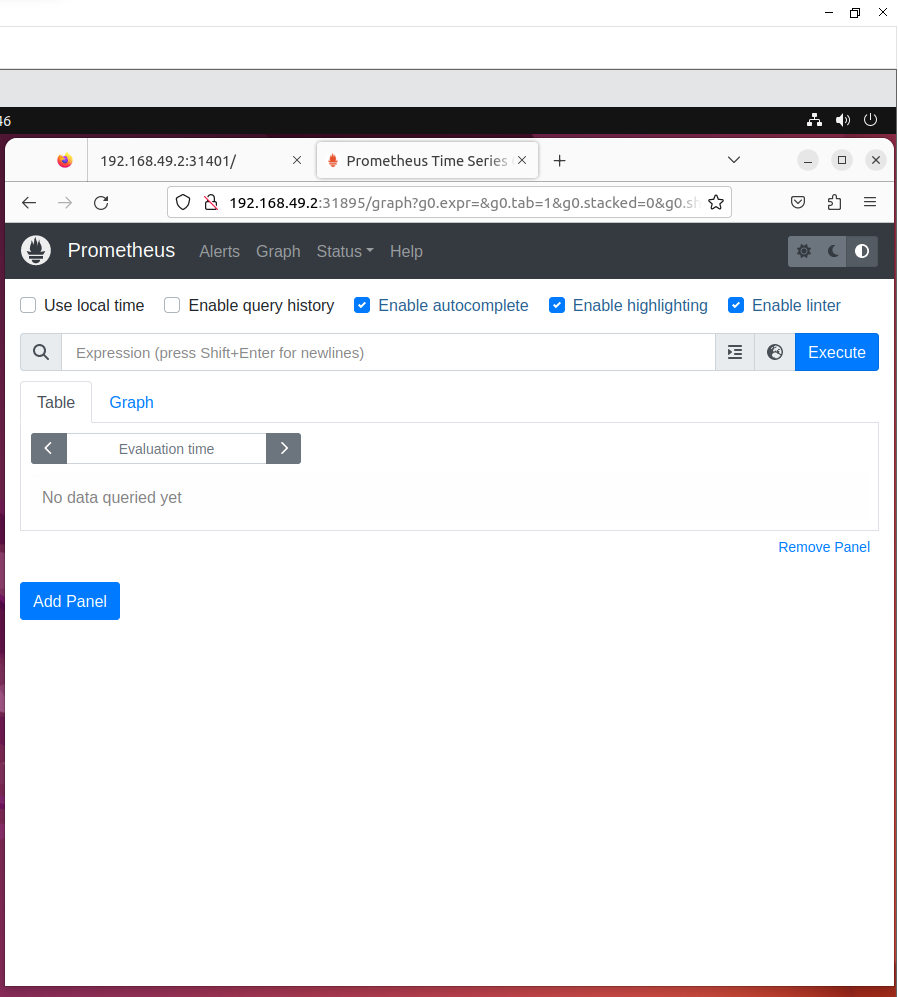 46
192.168.49.2:31401/
Prometheus Time Series
192.168.49.2:31895/graph?g0.expr=&g0.tab=1&g0.stacked=0&g0.sh
Prometheus Alerts Graph Status Help
Use local time Enable query history Enable autocomplete Enable highlighting Enable linter
Expression (press Shift+Enter for newlines) Execute
Table Graph
Evaluation time
No data queried yet
Remove Panel
Add Panel